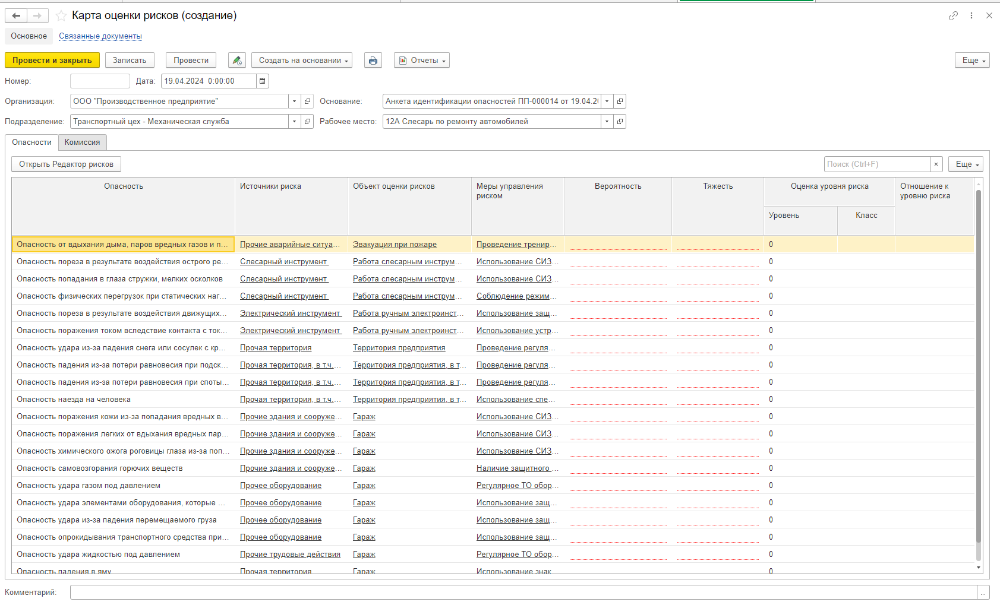 Карта оценки рисков (создание)
Основное Связанные документы
Провести и закрыть Записать Провести Создать на основании Отчеты Еще
Номер: Дата: 19.04.2024 0:00:00
Организация: ООО "Производственное предприятие" Основание: Анкета идентификации опасностей ПП-000014 от 19.04.2
Подразделение: Транспортный цех - Механическая служба Рабочее место: 12А Слесарь по ремонту автомобилей
Опасности Комиссия
Открыть Редактор рисков Поиск (Ctrl+F) × Еще
Опасность Источники риска Объект оценки рисков Меры управления риском Вероятность Тяжесть Оценка уровня риска Отношение к уровню риска
Уровень Класс
Опасность от вдыхания дыма, паров вредных газов и п... Прочие аварийные ситуа... Эвакуация при пожаре Проведение тренир... 0
Опасность пореза в результате воздействия острого ре... Слесарный инструмент Работа слесарным инструм... Использование СИЗ... 0
Опасность попадания в глаза стружки, мелких осколков Слесарный инструмент Работа слесарным инструм... Использование СИЗ... 0
Опасность физических перегрузок при статических наг... Слесарный инструмент Работа слесарным инструм... Соблюдение режим... 0
Опасность пореза в результате воздействия движущих... Электрический инструмент Работа ручным электроинст... Использование защ... 0
Опасность поражения током вследствие контакта с ток... Электрический инструмент Работа ручным электроинст... Использование устр... 0
Опасность удара из-за падения снега или сосулек с кр... Прочая территория Территория предприятия Проведение регуля... 0
Опасность падения из-за потери равновесия при подск... Прочая территория, в т.ч.... Территория предприятия, в т... Проведение регуля... 0
Опасность падения из-за потери равновесия при споты... Прочая территория, в т.ч.... Территория предприятия, в т... Проведение регуля... 0
Опасность наезда на человека Прочая территория, в т.ч.... Территория предприятия, в т... Использование спе... 0
Опасность поражения кожи из-за попадания вредных в... Прочие здания и сооруже... Гараж Использование СИЗ... 0
Опасность поражения легких от вдыхания вредных пар... Прочие здания и сооруже... Гараж Использование СИЗ... 0
Опасность химического ожога роговицы глаза из-за поп... Прочие здания и сооруже... Гараж Использование СИЗ... 0
Опасность самовозгорания горючих веществ Прочие здания и сооруже... Гараж Наличие защитного ... 0
Опасность удара газом под давлением Прочее оборудование Гараж Регулярное ТО обор... 0
Опасность удара элементами оборудования, которые ... Прочее оборудование Гараж Использование защ... 0
Опасность удара из-за падения перемещаемого груза Прочее оборудование Гараж Использование защ... 0
Опасность опрокидывания транспортного средства при... Прочее оборудование Гараж Использование защ... 0
Опасность удара жидкостью под давлением Прочие трудовые действия Гараж Регулярное ТО обор... 0
Опасность падения в яму Прочая территория Гараж Использование знак 0
Комментарий: ...